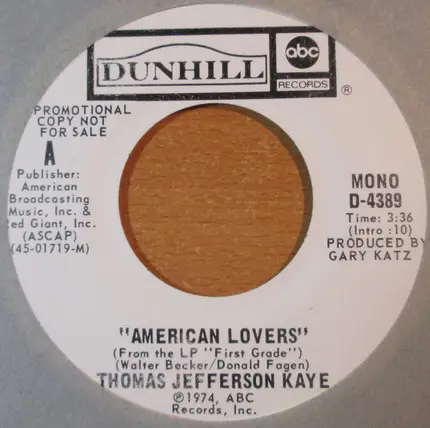 DUNHILL
abc
RECORDS
®
PROMOTIONAL
COPY NOT
FOR SALE
A
Publisher:
American
Broadcasting
Music, Inc. &
Red Giant, Inc.
(ASCAP)
(45-01719-M)
MONO
D-4389
Time: 3:36
(Intro :10)
PRODUCED BY
GARY KATZ
"AMERICAN LOVERS"
(From the LP "First Grade")
(Walter Becker/Donald Fagen)
THOMAS JEFFERSON KAYE
℗1974, ABC
Records, Inc.